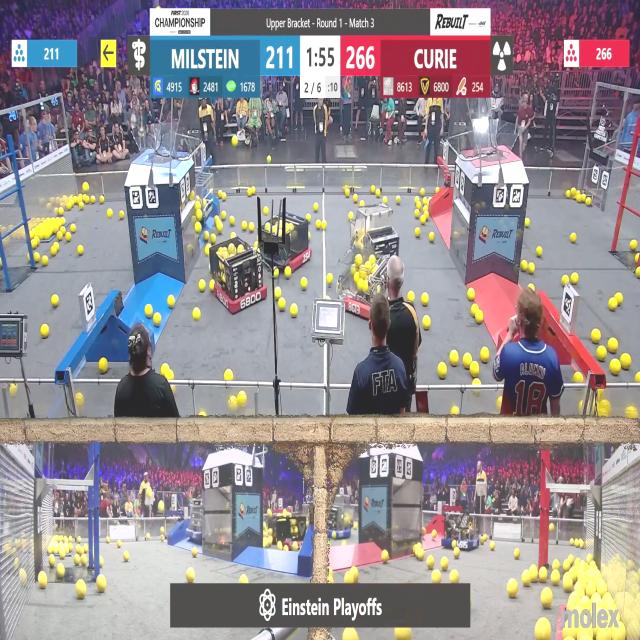 FIRST
CHAMPIONSHIP
Upper Bracket - Round 1 - Match 3
REBUILT
211
MILSTEIN
211
1:55
266
CURIE
266
4915
2481
1678
2 / 6
:10
8613
6800
254
REBUILT
REBUILT
6800
FTA
18
Einstein Playoffs
molex